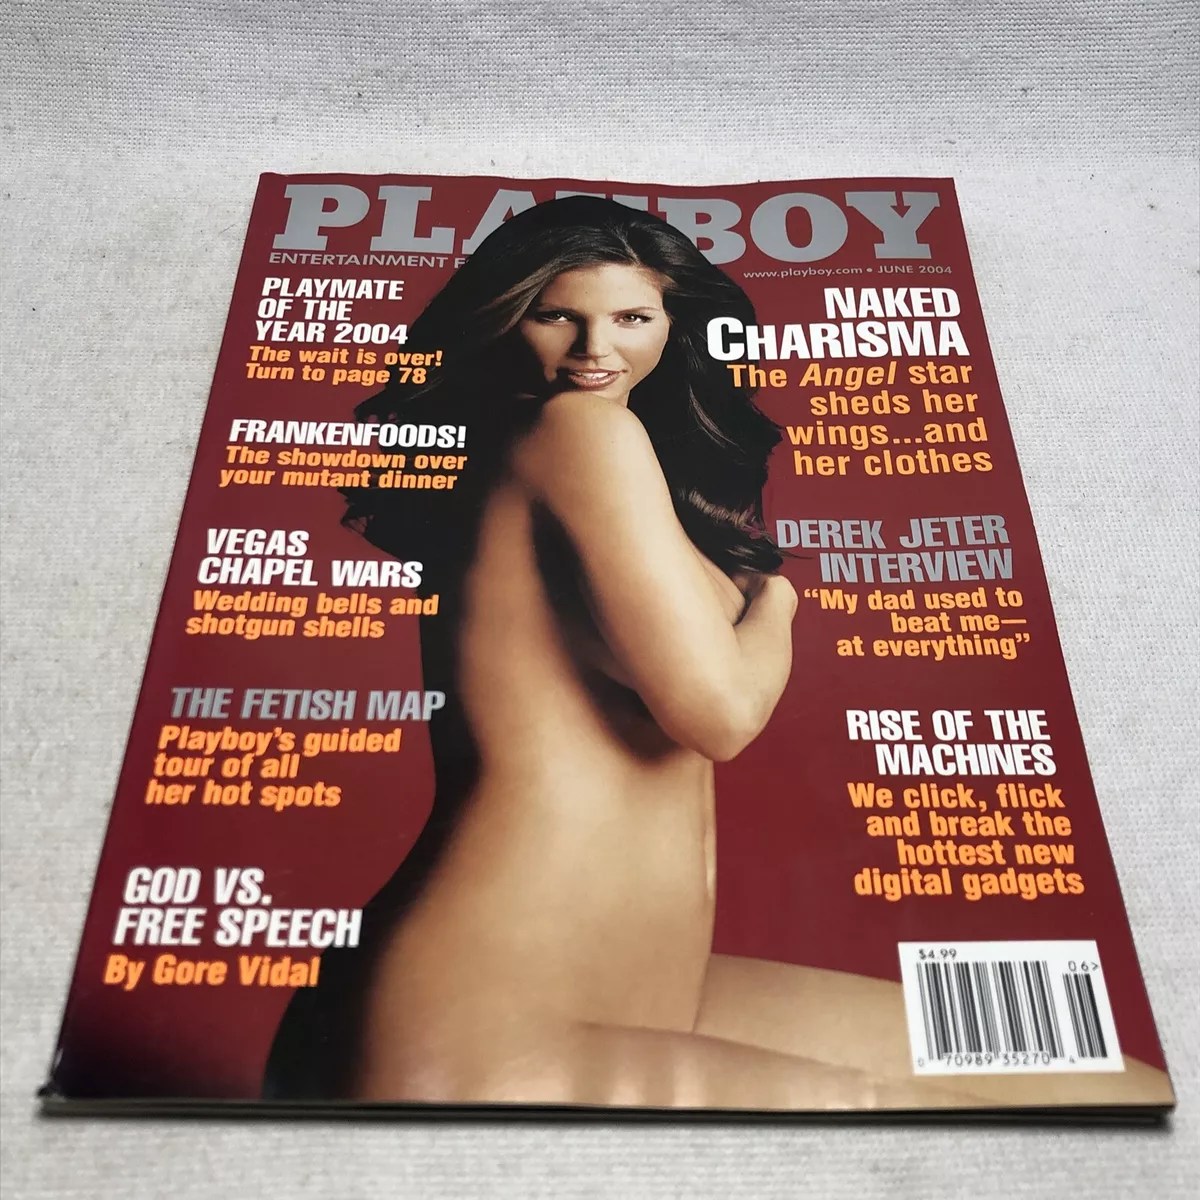 PLAYBOY
ENTERTAINMENT
www.playboy.com • JUNE 2004
PLAYMATE
OF THE
YEAR 2004
The wait is over!
Turn to page 78
FRANKENFOODS!
The showdown over
your mutant dinner
VEGAS
CHAPEL WARS
Wedding bells and
shotgun shells
THE FETISH MAP
Playboy's guided
tour of all
her hot spots
GOD VS.
FREE SPEECH
By Gore Vidal
NAKED
CHARISMA
The Angel star
sheds her
wings...and
her clothes
DEREK JETER
INTERVIEW
“My dad used to
beat me—
at everything”
RISE OF THE
MACHINES
We click, flick
and break the
hottest new
digital gadgets
$4.99
06>
0 70989 35270 4